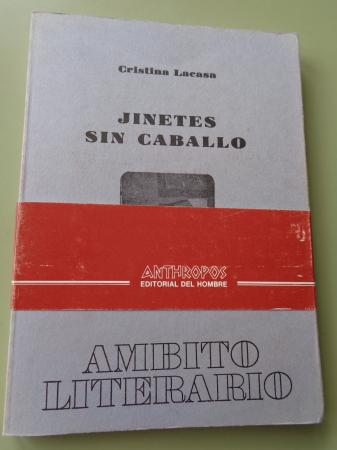 Cristina Lacasa
JINETES
SIN CABALLO
ANTHROPOS
EDITORIAL DEL HOMBRE
AMBITO
LITERARIO